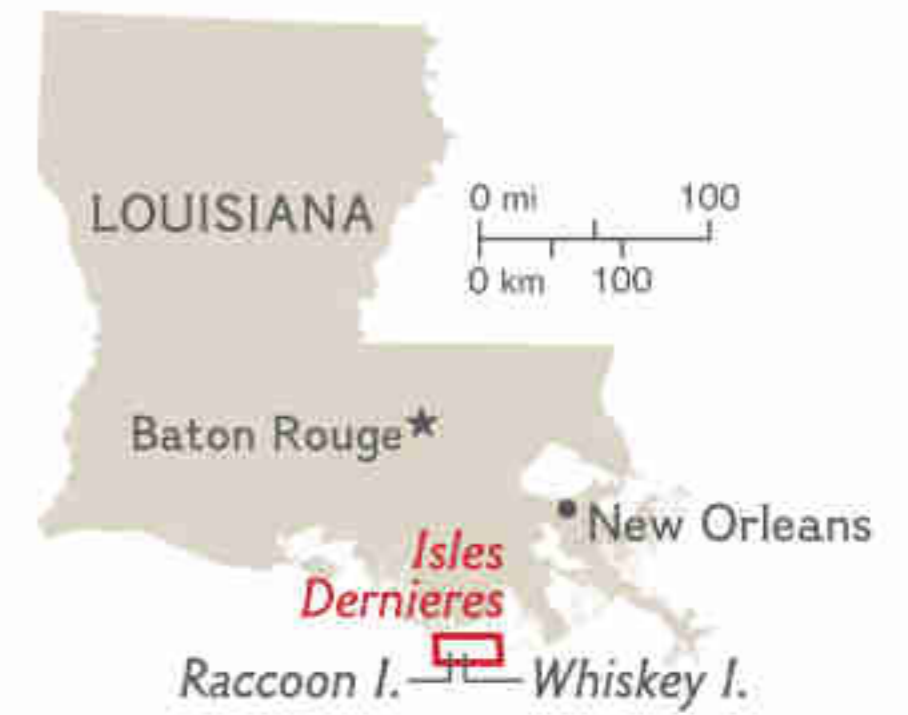 LOUISIANA
0 mi 100
0 km 100
Baton Rouge
New Orleans
Isles
Dernieres
Raccoon I.
Whiskey I.